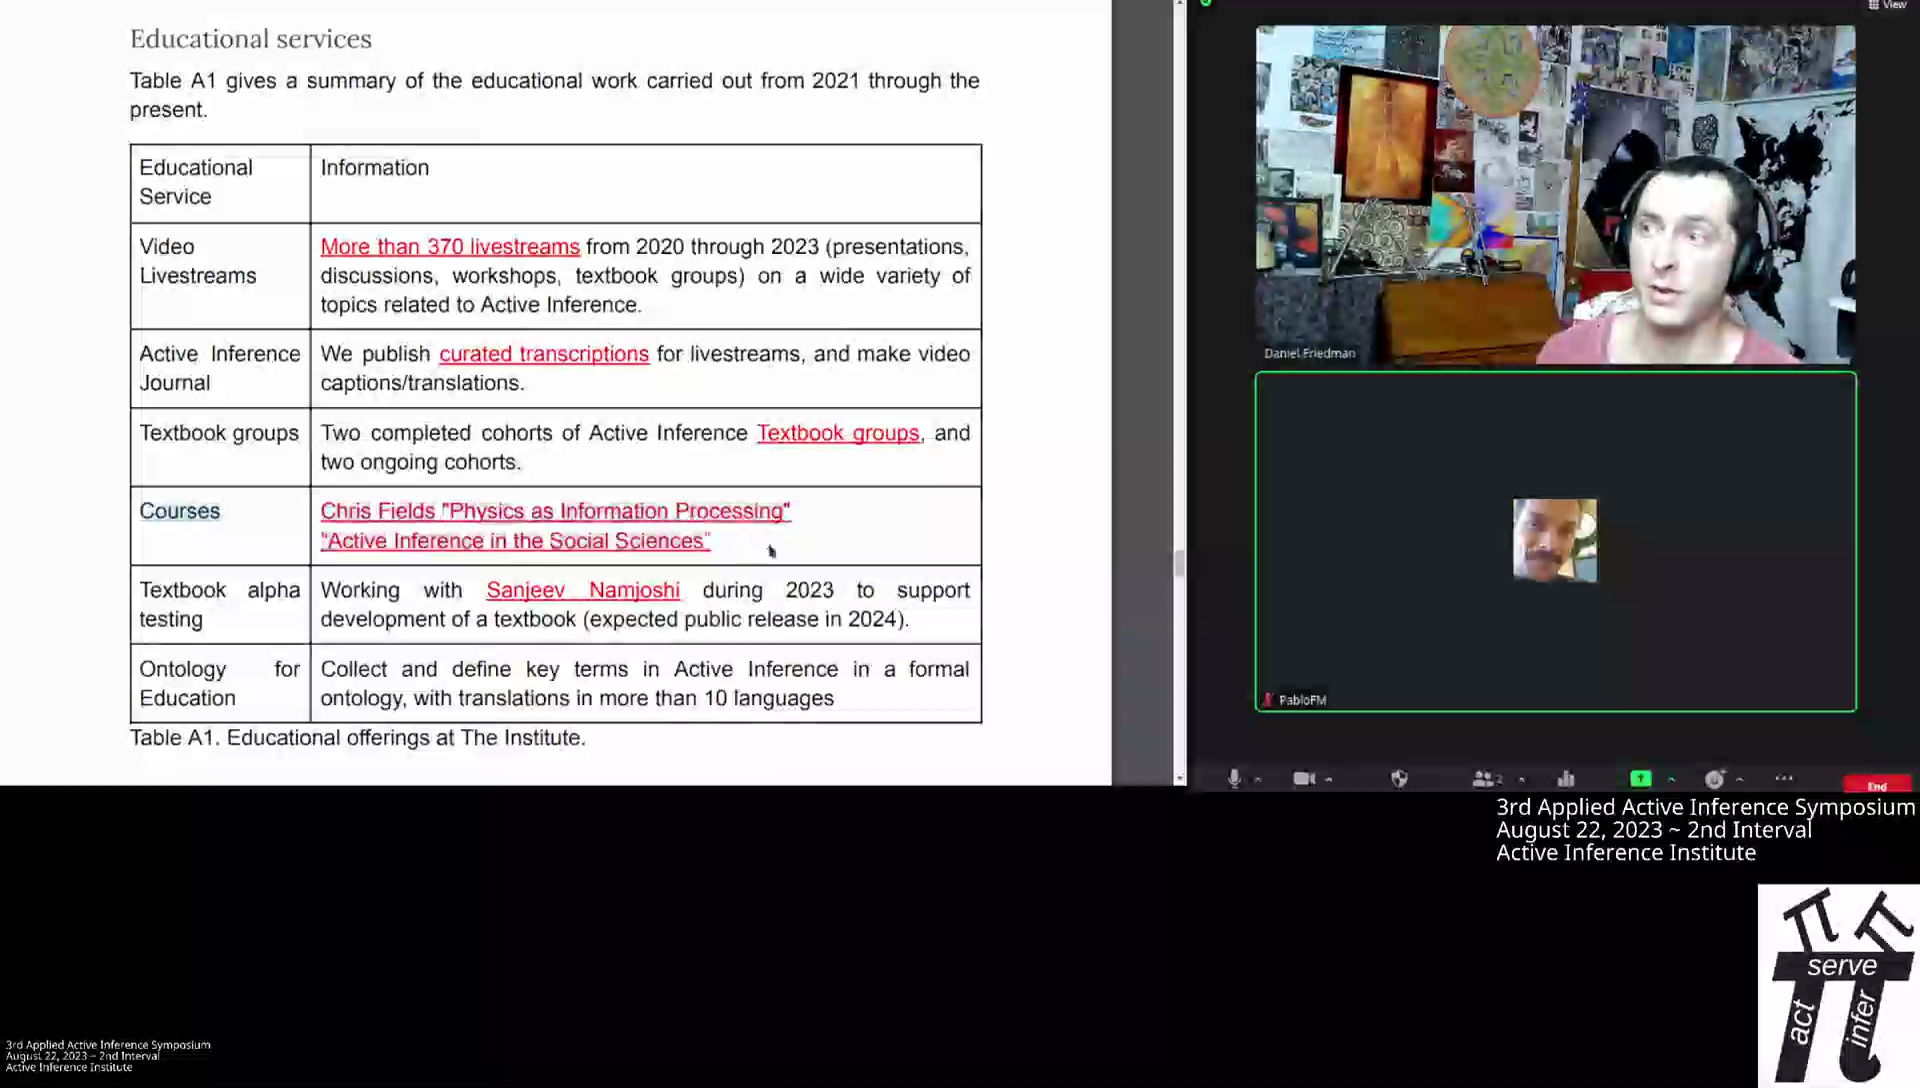 Educational services
Table A1 gives a summary of the educational work carried out from 2021 through the
present.
Educational
Service
Information
Video
Livestreams
More than 370 livestreams from 2020 through 2023 (presentations,
discussions, workshops, textbook groups) on a wide variety of
topics related to Active Inference.
Active Inference
Journal
We publish curated transcriptions for livestreams, and make video
captions/translations.
Textbook groups
Two completed cohorts of Active Inference Textbook groups, and
two ongoing cohorts.
Courses
Chris Fields "Physics as Information Processing"
"Active Inference in the Social Sciences"
Textbook alpha
testing
Working with Sanjeev Namjoshi during 2023 to support
development of a textbook (expected public release in 2024).
Ontology for
Education
Collect and define key terms in Active Inference in a formal
ontology, with translations in more than 10 languages
Table A1. Educational offerings at The Institute.
View
Daniel Friedman
PabloFM
2
End
3rd Applied Active Inference Symposium
August 22, 2023 ~ 2nd Interval
Active Inference Institute
serve
act
infer
3rd Applied Active Inference Symposium
August 22, 2023 ~ 2nd Interval
Active Inference Institute